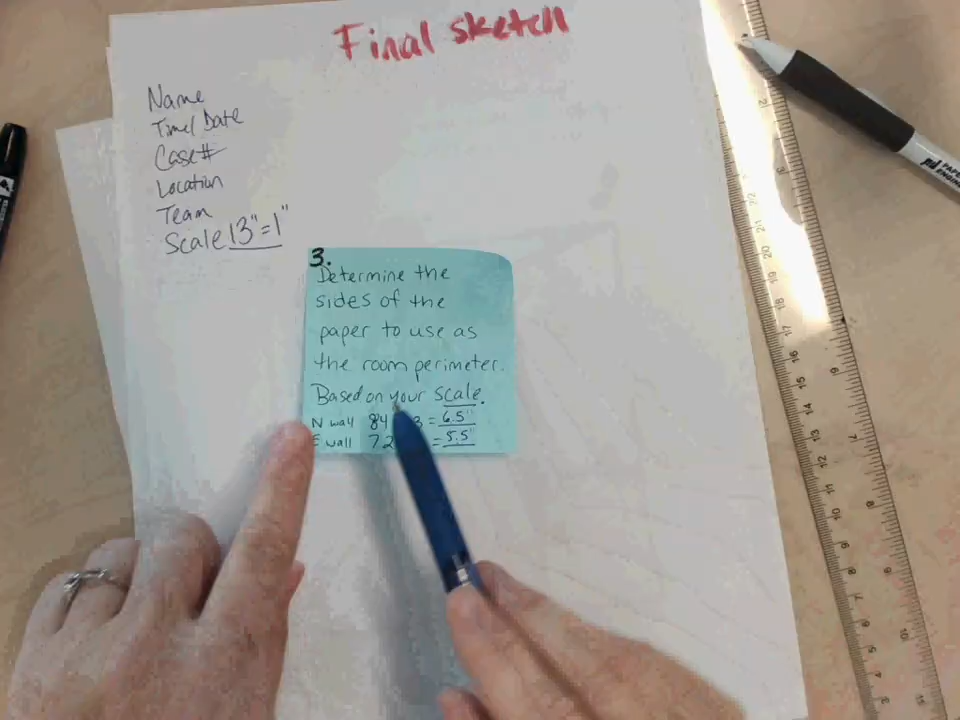 Final sketch
Name
Time/Date
Case#
Location
Team
Scale 13"=1"
3.
Determine the
sides of the
paper to use as
the room perimeter.
Based on your scale.
N wall 84 3 = 6.5"
E wall 72 = 5.5"